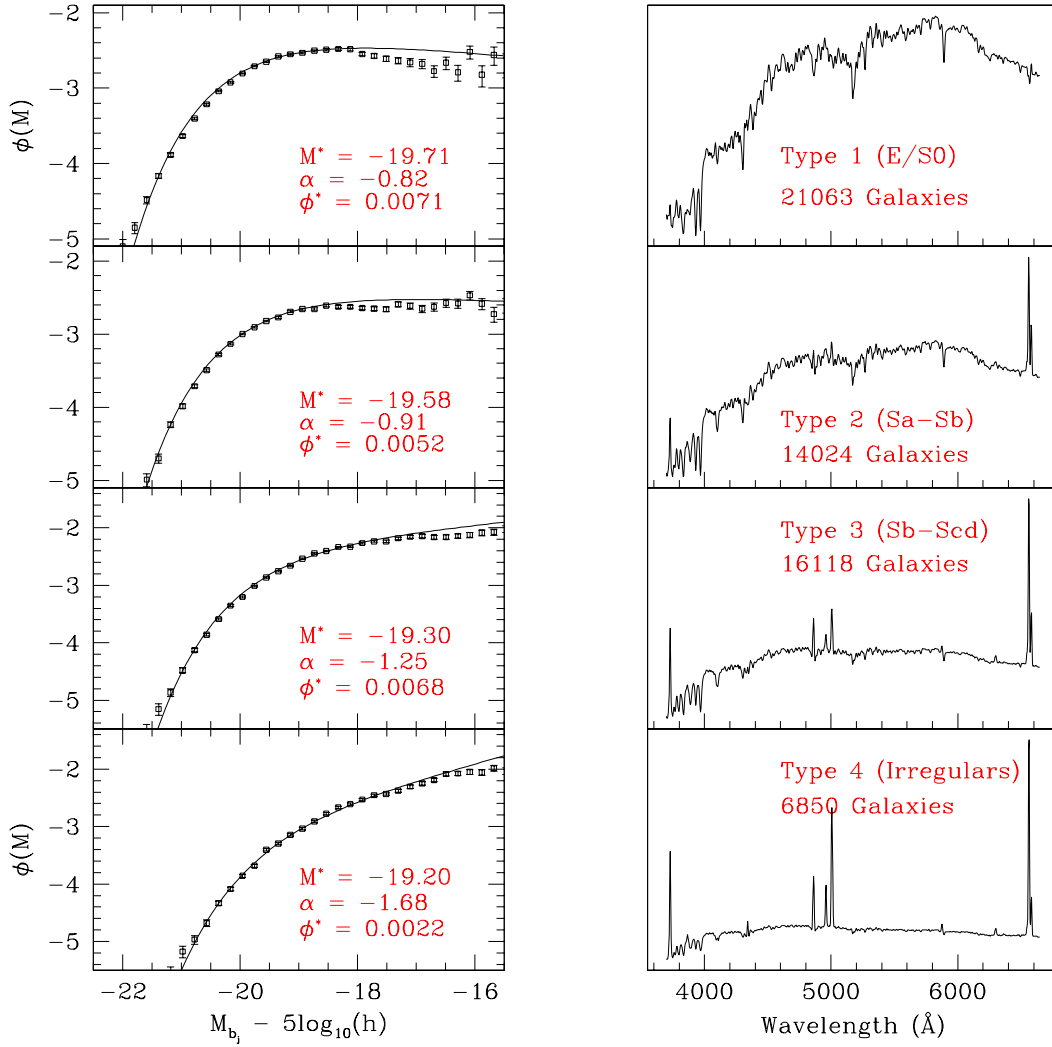 −2
−3
−4
−5
ϕ(M)
M* = −19.71
α = −0.82
ϕ* = 0.0071
Type 1 (E/S0)
21063 Galaxies
−2
−3
−4
−5
M* = −19.58
α = −0.91
ϕ* = 0.0052
Type 2 (Sa−Sb)
14024 Galaxies
−2
−3
−4
−5
M* = −19.30
α = −1.25
ϕ* = 0.0068
Type 3 (Sb−Scd)
16118 Galaxies
−2
−3
−4
−5
ϕ(M)
M* = −19.20
α = −1.68
ϕ* = 0.0022
Type 4 (Irregulars)
6850 Galaxies
−22 −20 −18 −16
M_{b_j} − 5log₁₀(h)
4000 5000 6000
Wavelength (Å)